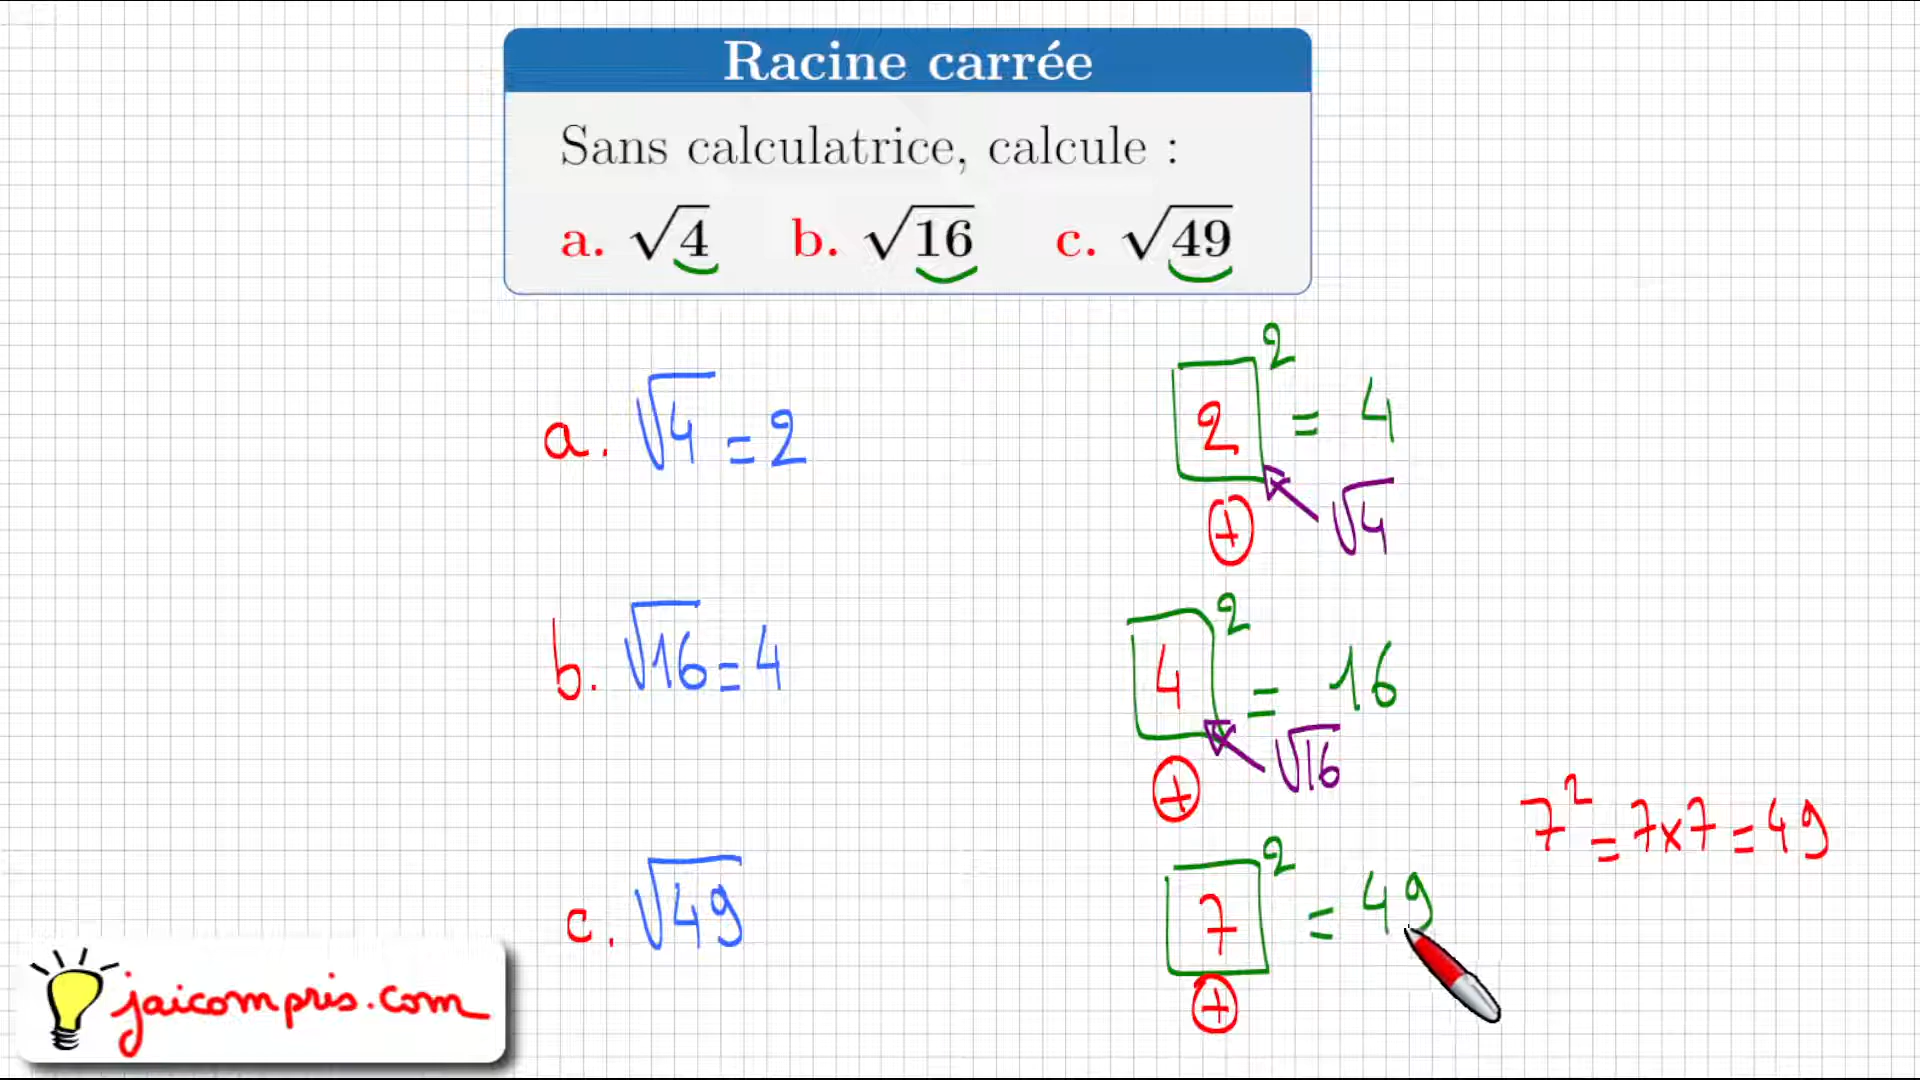 Racine carrée
Sans calculatrice, calcule :
a. √4 b. √16 c. √49
a. √4 = 2
2² = 4
+
√4
b. √16 = 4
4² = 16
+
√16
7² = 7×7 = 49
c. √49
7² = 49
+
jaicompris.com